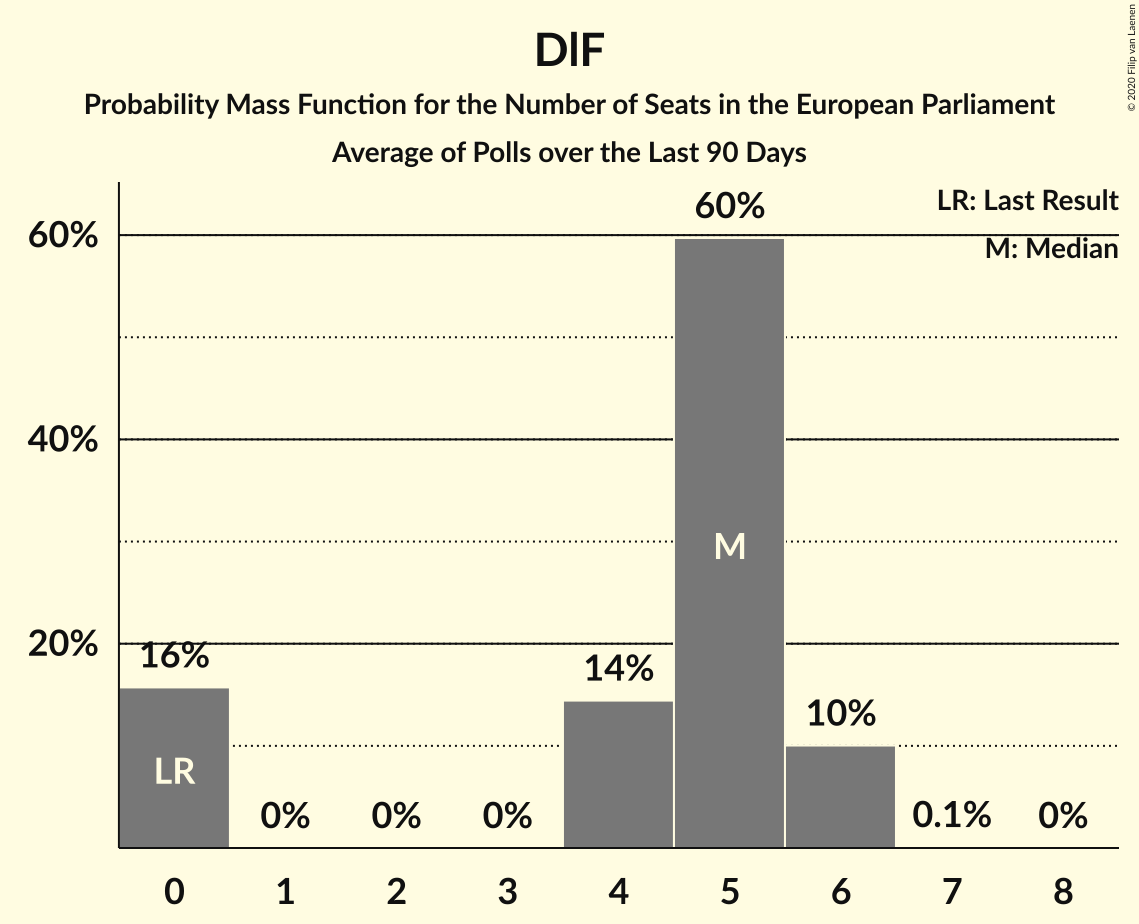 DIF
Probability Mass Function for the Number of Seats in the European Parliament
Average of Polls over the Last 90 Days
© 2020 Filip van Laenen
LR: Last Result
M: Median
60%
40%
20%
16%
0%
0%
0%
14%
60%
10%
0.1%
0%
LR
M
0 1 2 3 4 5 6 7 8